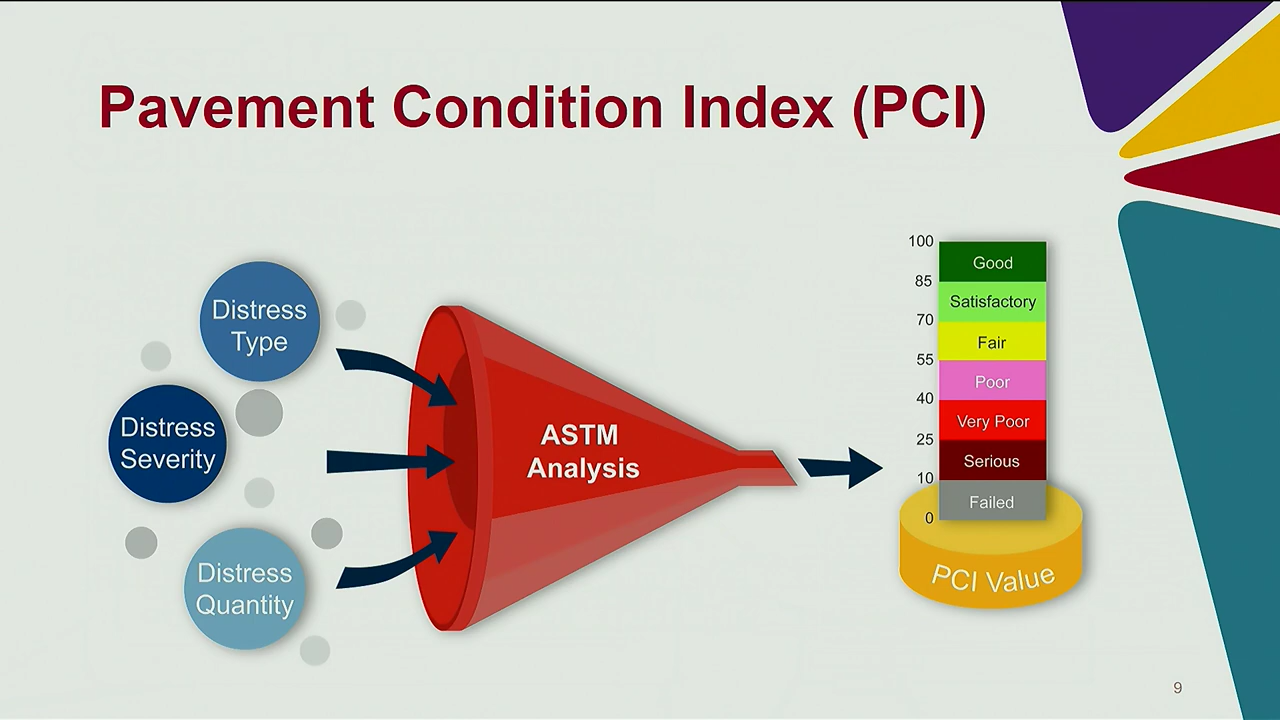 Pavement Condition Index (PCI)
Distress
Type
Distress
Severity
Distress
Quantity
ASTM
Analysis
100
Good
85
Satisfactory
70
Fair
55
Poor
40
Very Poor
25
Serious
10
Failed
0
PCI Value
9